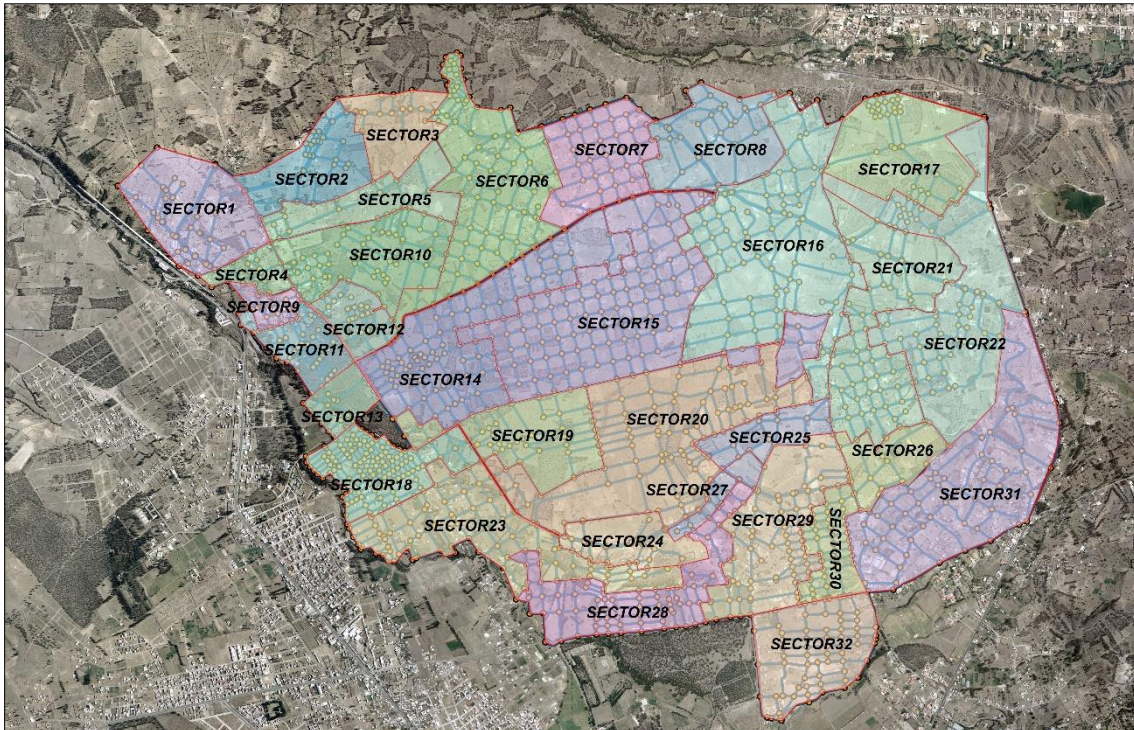 SECTOR3
SECTOR7
SECTOR8
SECTOR17
SECTOR2
SECTOR6
SECTOR5
SECTOR1
SECTOR16
SECTOR10
SECTOR4
SECTOR21
SECTOR9
SECTOR15
SECTOR12
SECTOR22
SECTOR11
SECTOR14
SECTOR13
SECTOR20
SECTOR19
SECTOR25
SECTOR26
SECTOR18
SECTOR27
SECTOR31
SECTOR23
SECTOR29
SECTOR24
SECTOR30
SECTOR28
SECTOR32